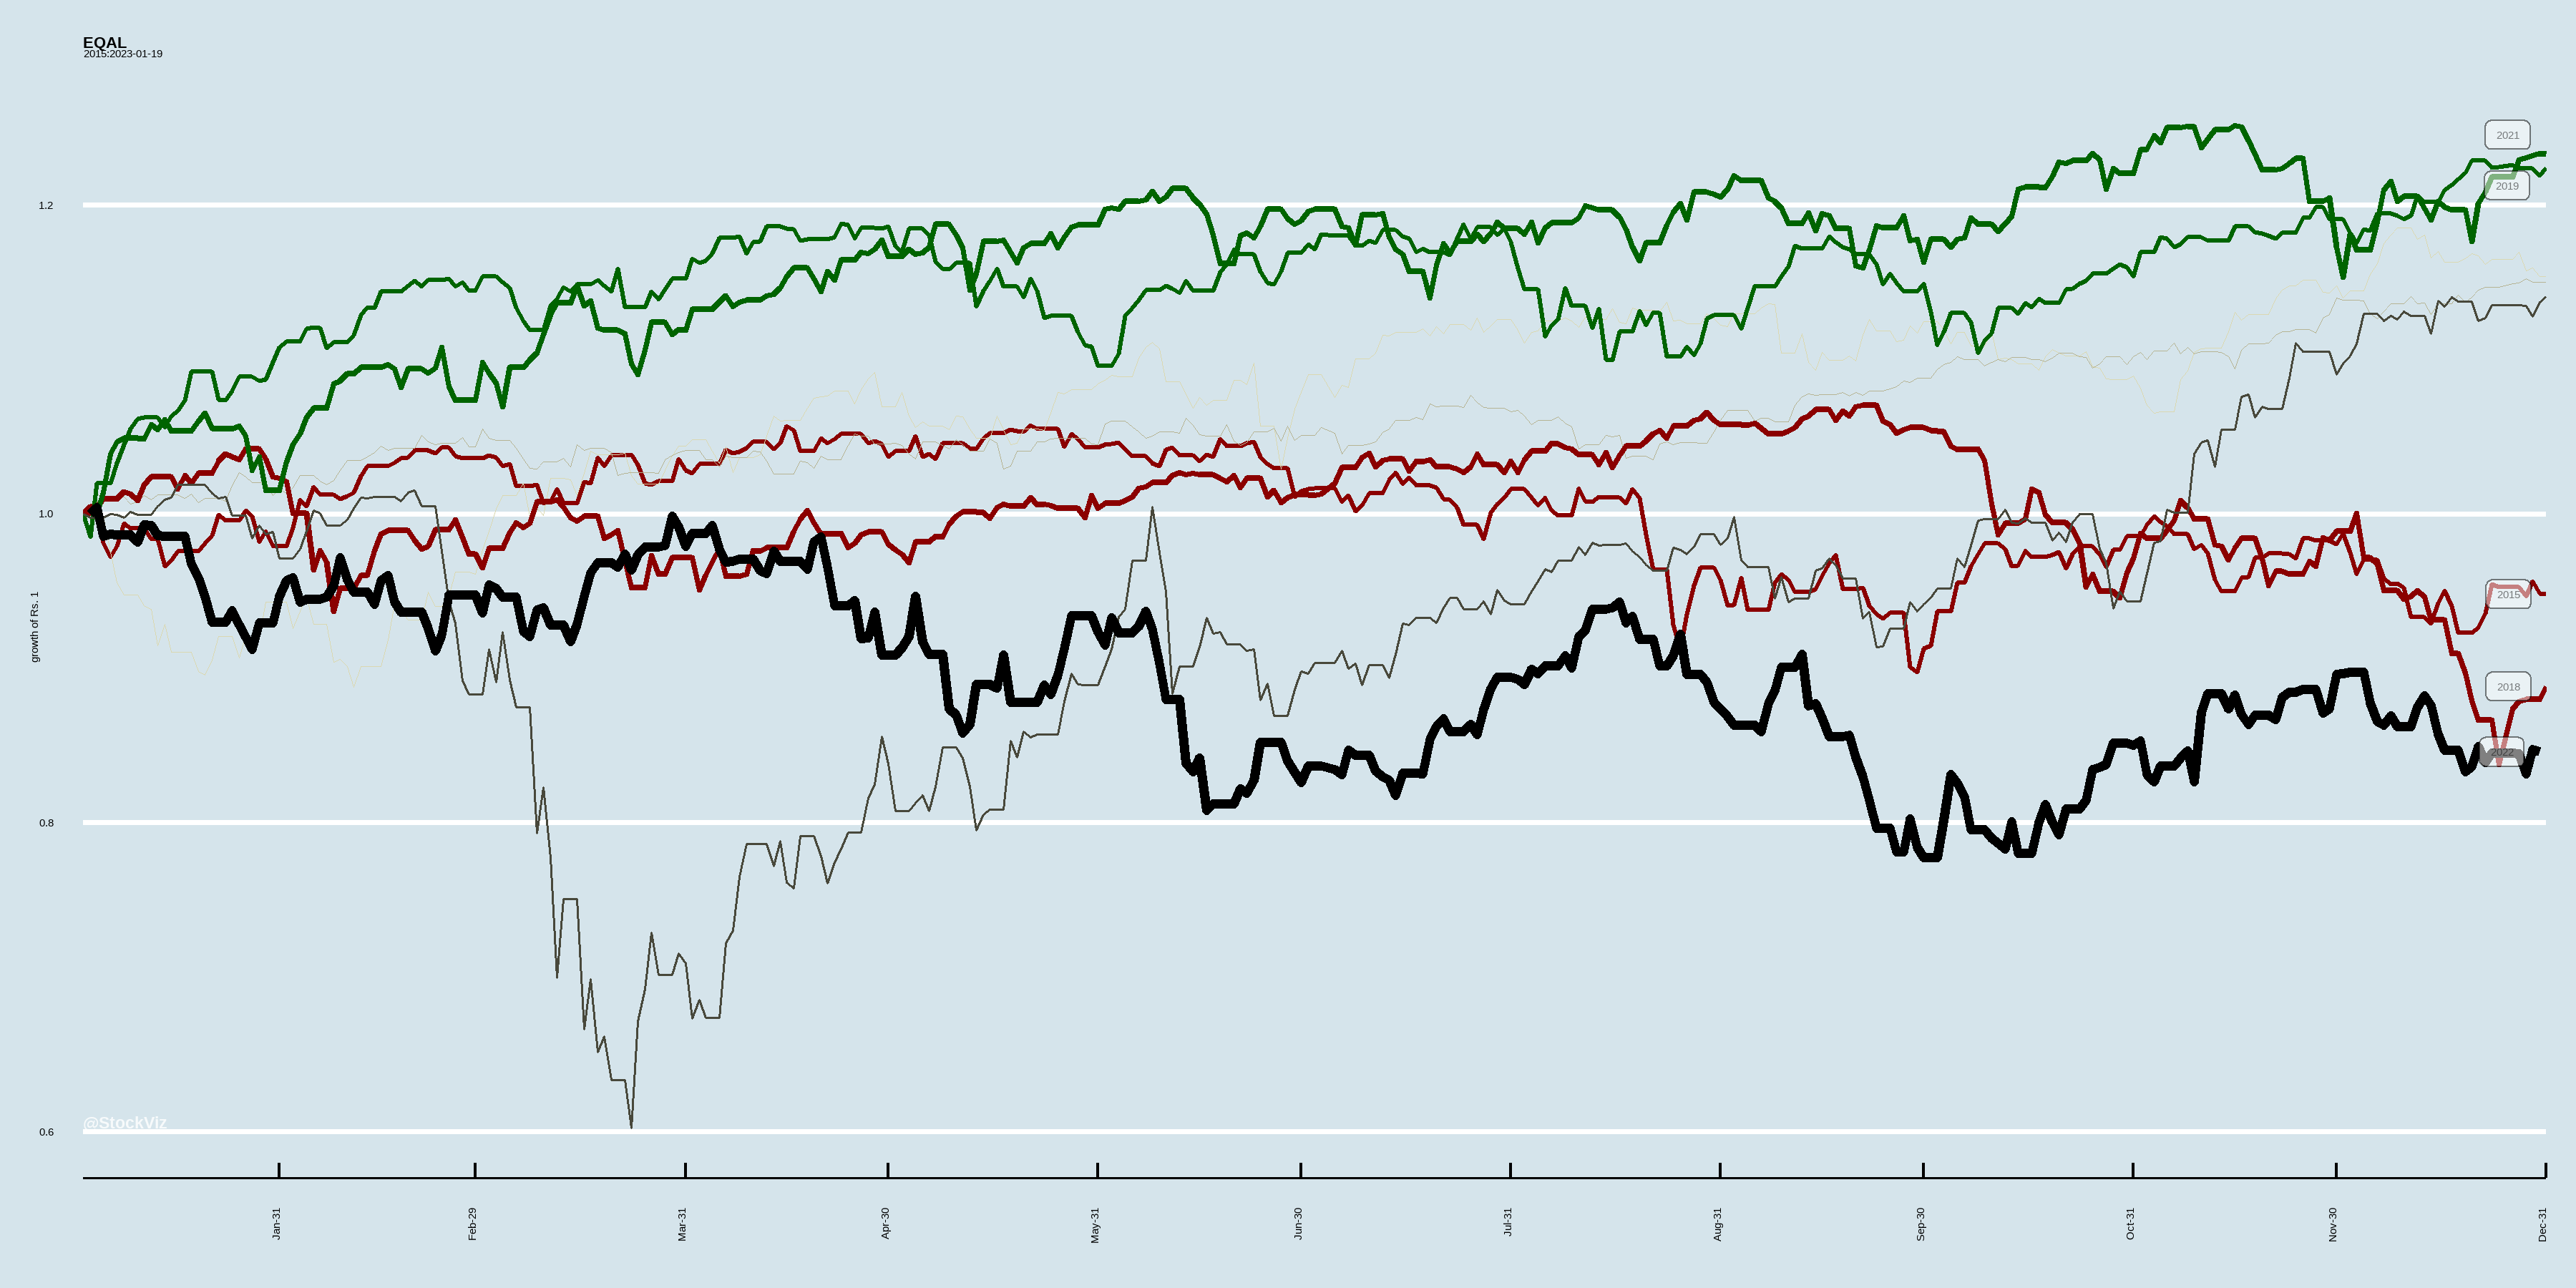 EQAL
2015:2023-01-19
growth of Rs. 1
1.2
1.0
0.8
0.6
2021
2019
2015
2018
2022
@StockViz
Jan-31
Feb-29
Mar-31
Apr-30
May-31
Jun-30
Jul-31
Aug-31
Sep-30
Oct-31
Nov-30
Dec-31